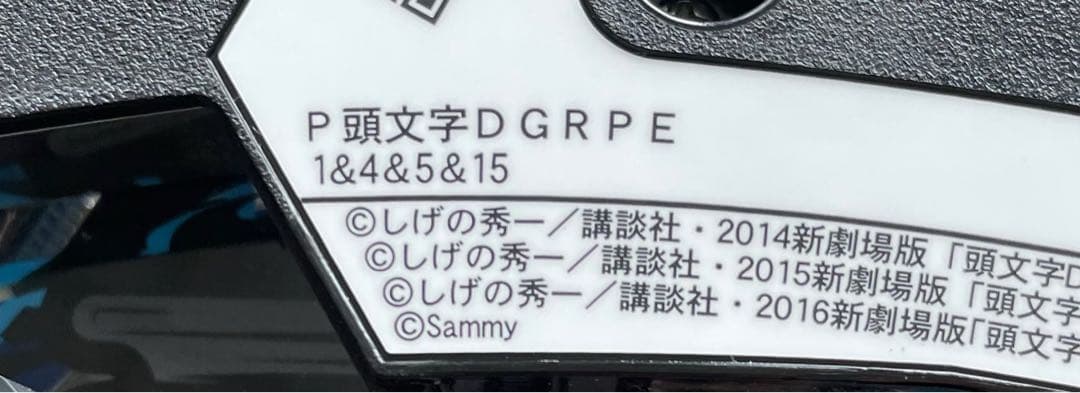 P頭文字DGRPE
1&4&5&15
©しげの秀一／講談社・2014新劇場版「頭文字D
©しげの秀一／講談社・2015新劇場版「頭文字
©しげの秀一／講談社・2016新劇場版「頭文字
©Sammy